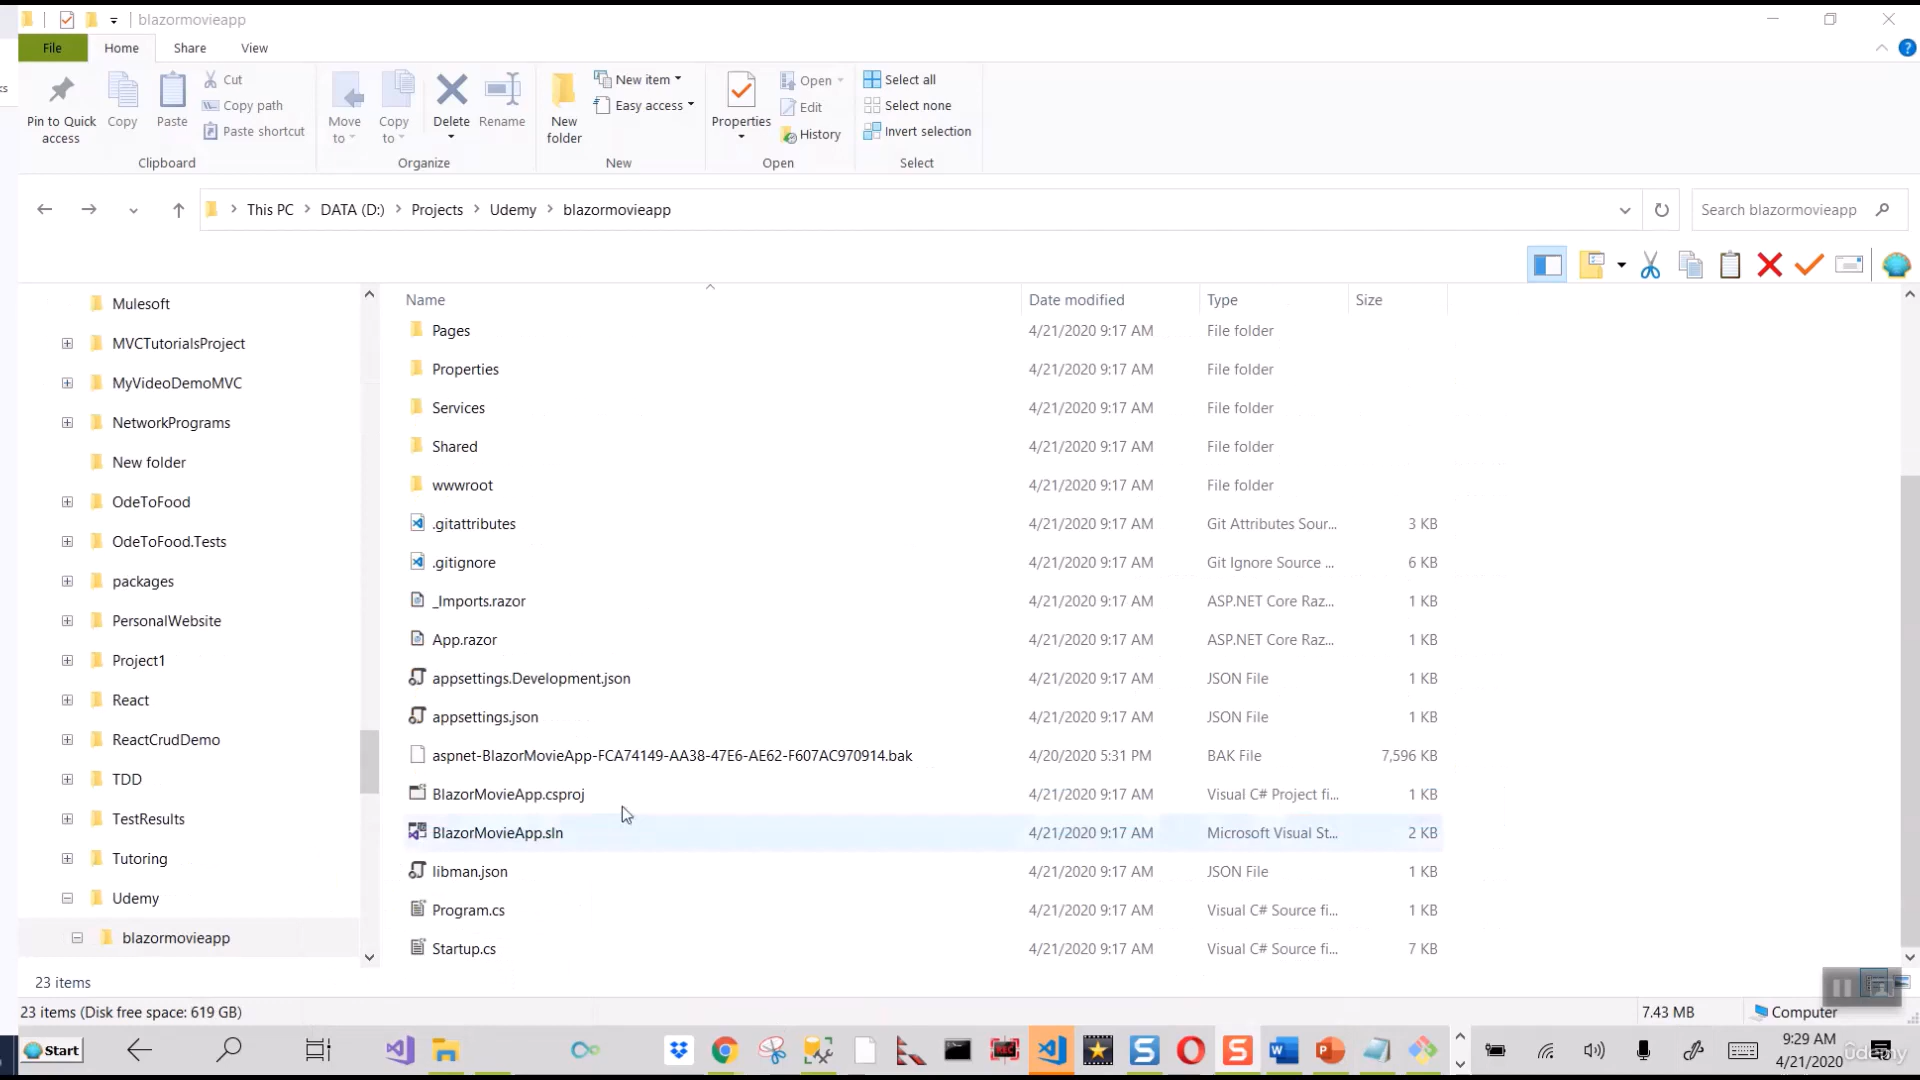 blazormovieapp
File Home Share View
Pin to Quick access
Copy
Paste
Cut
Copy path
Paste shortcut
Clipboard
Move to
Copy to
Delete
Rename
Organize
New folder
New item
Easy access
New
Properties
Open
Edit
History
Open
Select all
Select none
Invert selection
Select
This PC DATA (D:) Projects Udemy blazormovieapp
Search blazormovieapp
Mulesoft
MVCTutorialsProject
MyVideoDemoMVC
NetworkPrograms
New folder
OdeToFood
OdeToFood.Tests
packages
PersonalWebsite
Project1
React
ReactCrudDemo
TDD
TestResults
Tutoring
Udemy
blazormovieapp
Name Date modified Type Size
Pages 4/21/2020 9:17 AM File folder
Properties 4/21/2020 9:17 AM File folder
Services 4/21/2020 9:17 AM File folder
Shared 4/21/2020 9:17 AM File folder
wwwroot 4/21/2020 9:17 AM File folder
.gitattributes 4/21/2020 9:17 AM Git Attributes Sour... 3 KB
.gitignore 4/21/2020 9:17 AM Git Ignore Source ... 6 KB
_Imports.razor 4/21/2020 9:17 AM ASP.NET Core Raz... 1 KB
App.razor 4/21/2020 9:17 AM ASP.NET Core Raz... 1 KB
appsettings.Development.json 4/21/2020 9:17 AM JSON File 1 KB
appsettings.json 4/21/2020 9:17 AM JSON File 1 KB
aspnet-BlazorMovieApp-FCA74149-AA38-47E6-AE62-F607AC970914.bak 4/20/2020 5:31 PM BAK File 7,596 KB
BlazorMovieApp.csproj 4/21/2020 9:17 AM Visual C# Project fi... 1 KB
BlazorMovieApp.sln 4/21/2020 9:17 AM Microsoft Visual St... 2 KB
libman.json 4/21/2020 9:17 AM JSON File 1 KB
Program.cs 4/21/2020 9:17 AM Visual C# Source fi... 1 KB
Startup.cs 4/21/2020 9:17 AM Visual C# Source fi... 7 KB
23 items
23 items (Disk free space: 619 GB) 7.43 MB Computer
Start
9:29 AM
4/21/2020
ûdemy